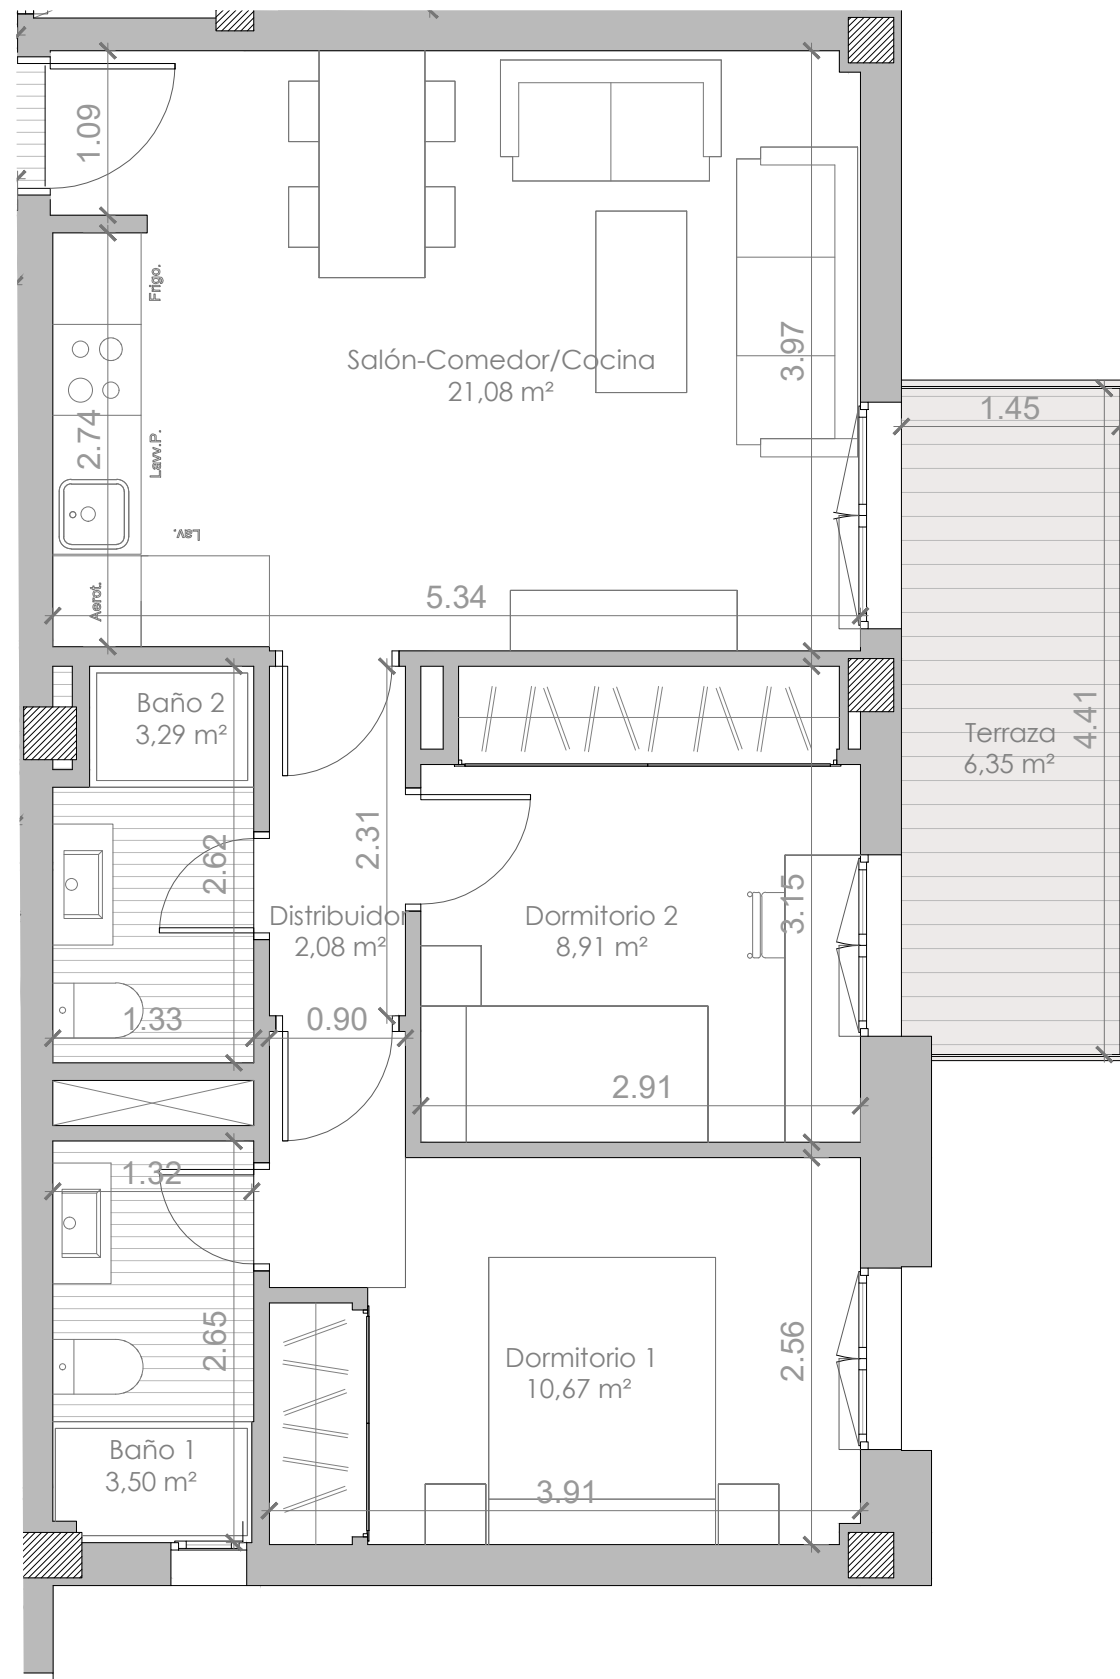 1.09
Frigo.
Salón-Comedor/Cocina
21,08 m²
3.97
1.45
2.74
Lavv.P.
Lav.
Aerot.
5.34
Baño 2
3,29 m²
Terraza
6,35 m²
4.41
2.31
2.62
3.15
Distribuidor
2,08 m²
Dormitorio 2
8,91 m²
1.33
0.90
2.91
1.32
2.65
2.56
Dormitorio 1
10,67 m²
Baño 1
3,50 m²
3.91